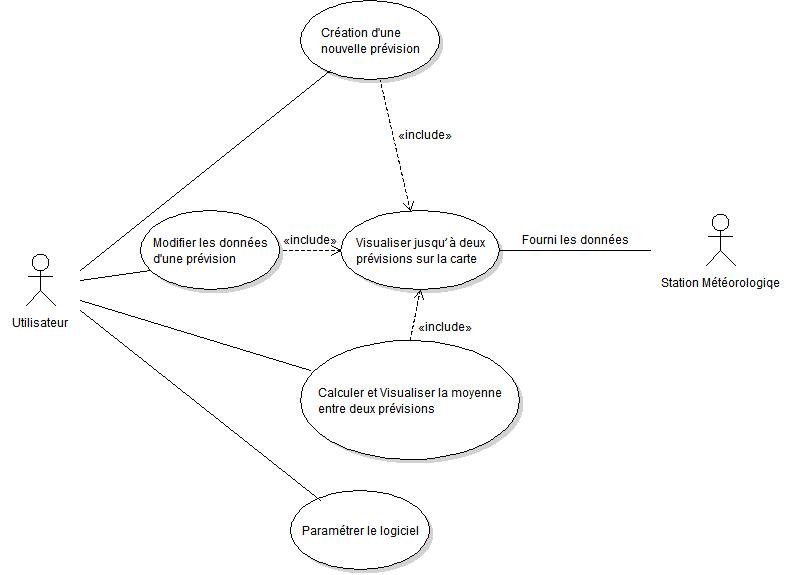 Création d'une
nouvelle prévision
«include»
Modifier les données
d'une prévision
«include»
Visualiser jusqu'à deux
prévisions sur la carte
Fourni les données
Station Météorologiqe
Utilisateur
«include»
Calculer et Visualiser la moyenne
entre deux prévisions
Paramétrer le logiciel